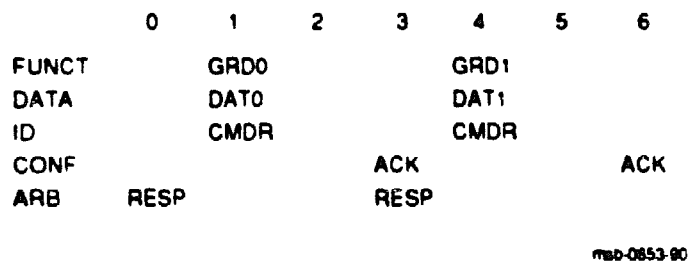 0 1 2 3 4 5 6
FUNCT GRD0 GRD1
DATA DAT0 DAT1
ID CMDR CMDR
CONF ACK ACK
ARB RESP RESP
msb-0853-90